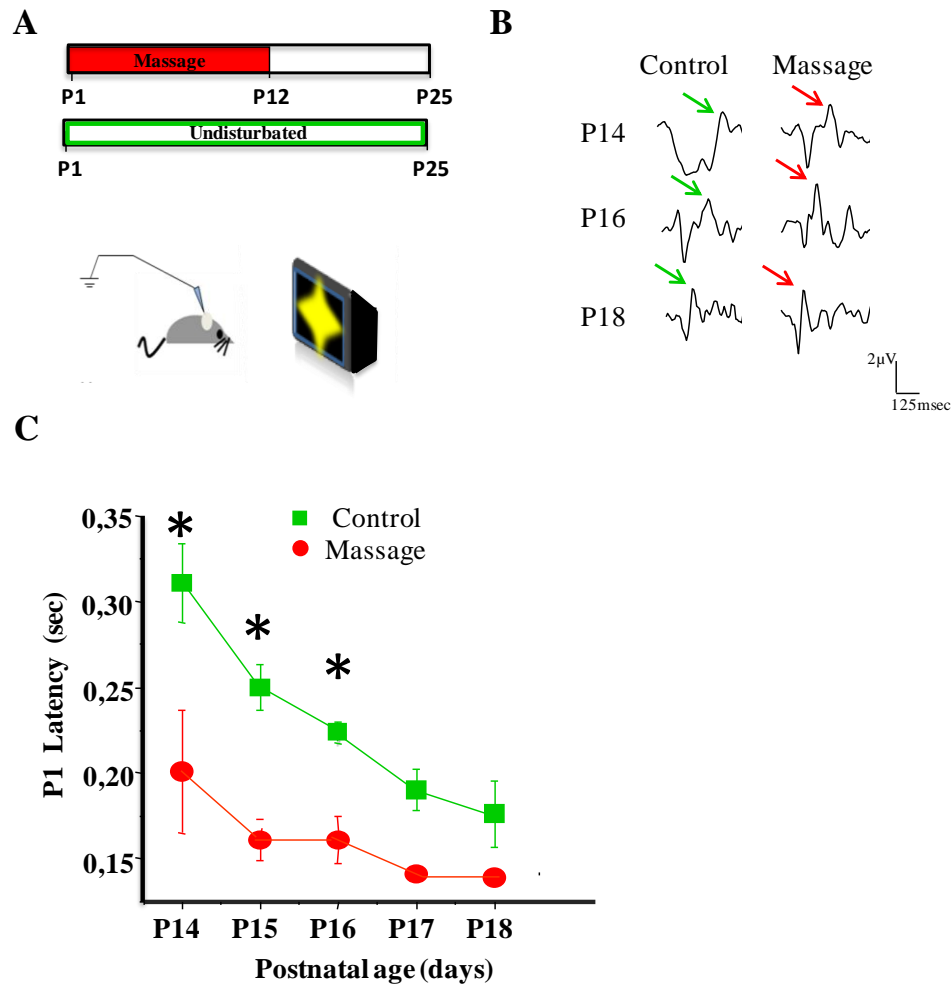 A
Massage
P1 P12 P25
Undisturbated
P1 P25
B
Control Massage
P14
P16
P18
2µV
125msec
C
0,35
0,30
0,25
0,20
0,15
P1 Latency (sec)
* * *
Control
Massage
P14 P15 P16 P17 P18
Postnatal age (days)